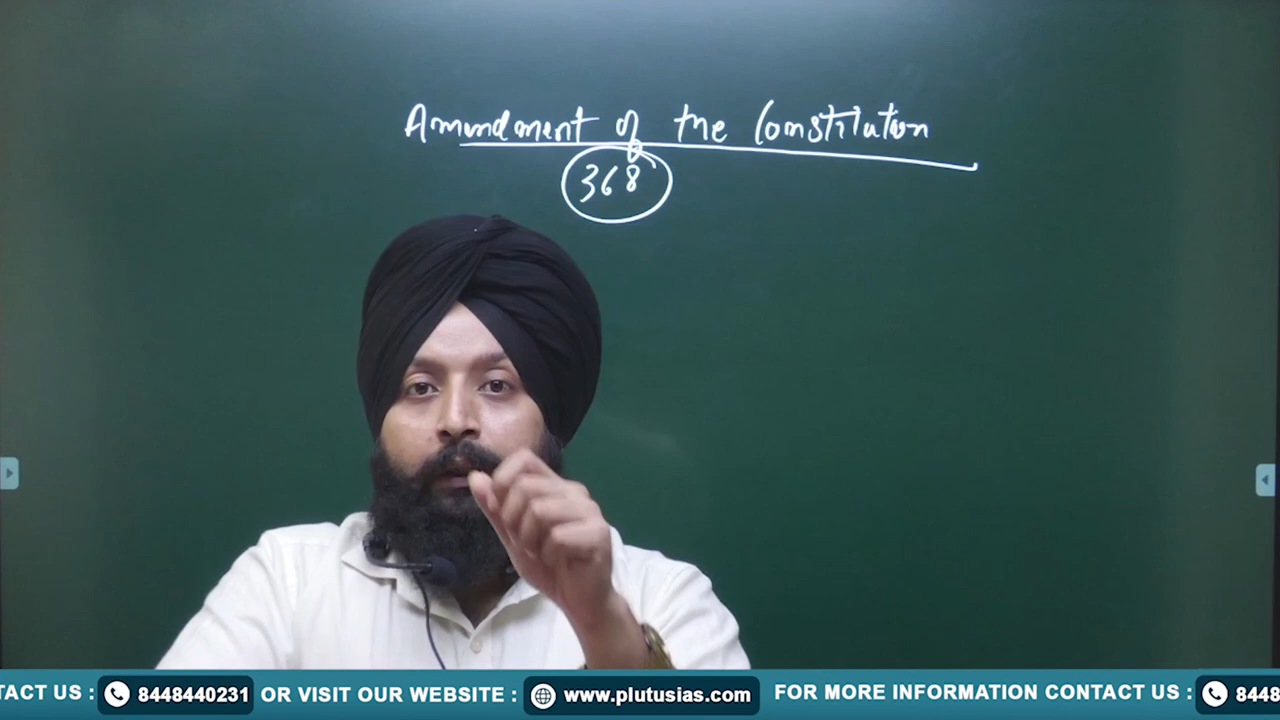 Amendment of the Constitution
368
TACT US : 8448440231 OR VISIT OUR WEBSITE : www.plutusias.com FOR MORE INFORMATION CONTACT US : 8448